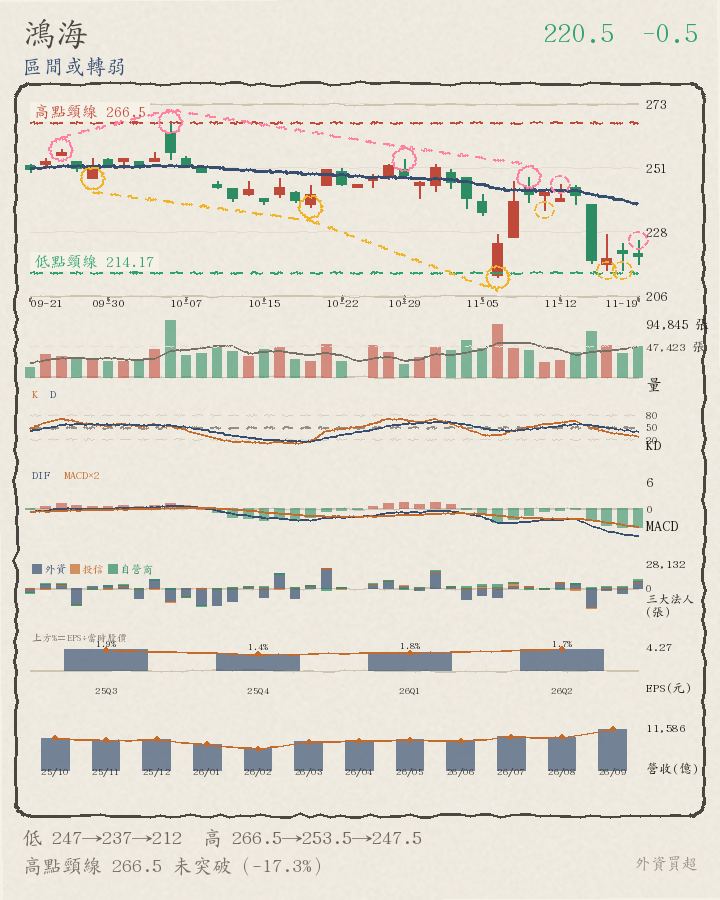 鴻海
220.5 -0.5
區間或轉弱
高點頸線 266.5
273
251
228
低點頸線 214.17
206
09-21 09-30 10-07 10-15 10-22 10-29 11-05 11-12 11-19
94,845 張
47,423 張
量
K D
80
50
20
KD
DIF MACD×2
6
0
MACD
外資 投信 自營商
28,132
0
三大法人
(張)
上方%=EPS÷當時股價
1.9% 1.4% 1.8% 1.7%
4.27
25Q3 25Q4 26Q1 26Q2
EPS(元)
11,586
25/10 25/11 25/12 26/01 26/02 26/03 26/04 26/05 26/06 26/07 26/08 26/09
營收(億)
低 247→237→212 高 266.5→253.5→247.5
高點頸線 266.5 未突破 (-17.3%)
外資買超